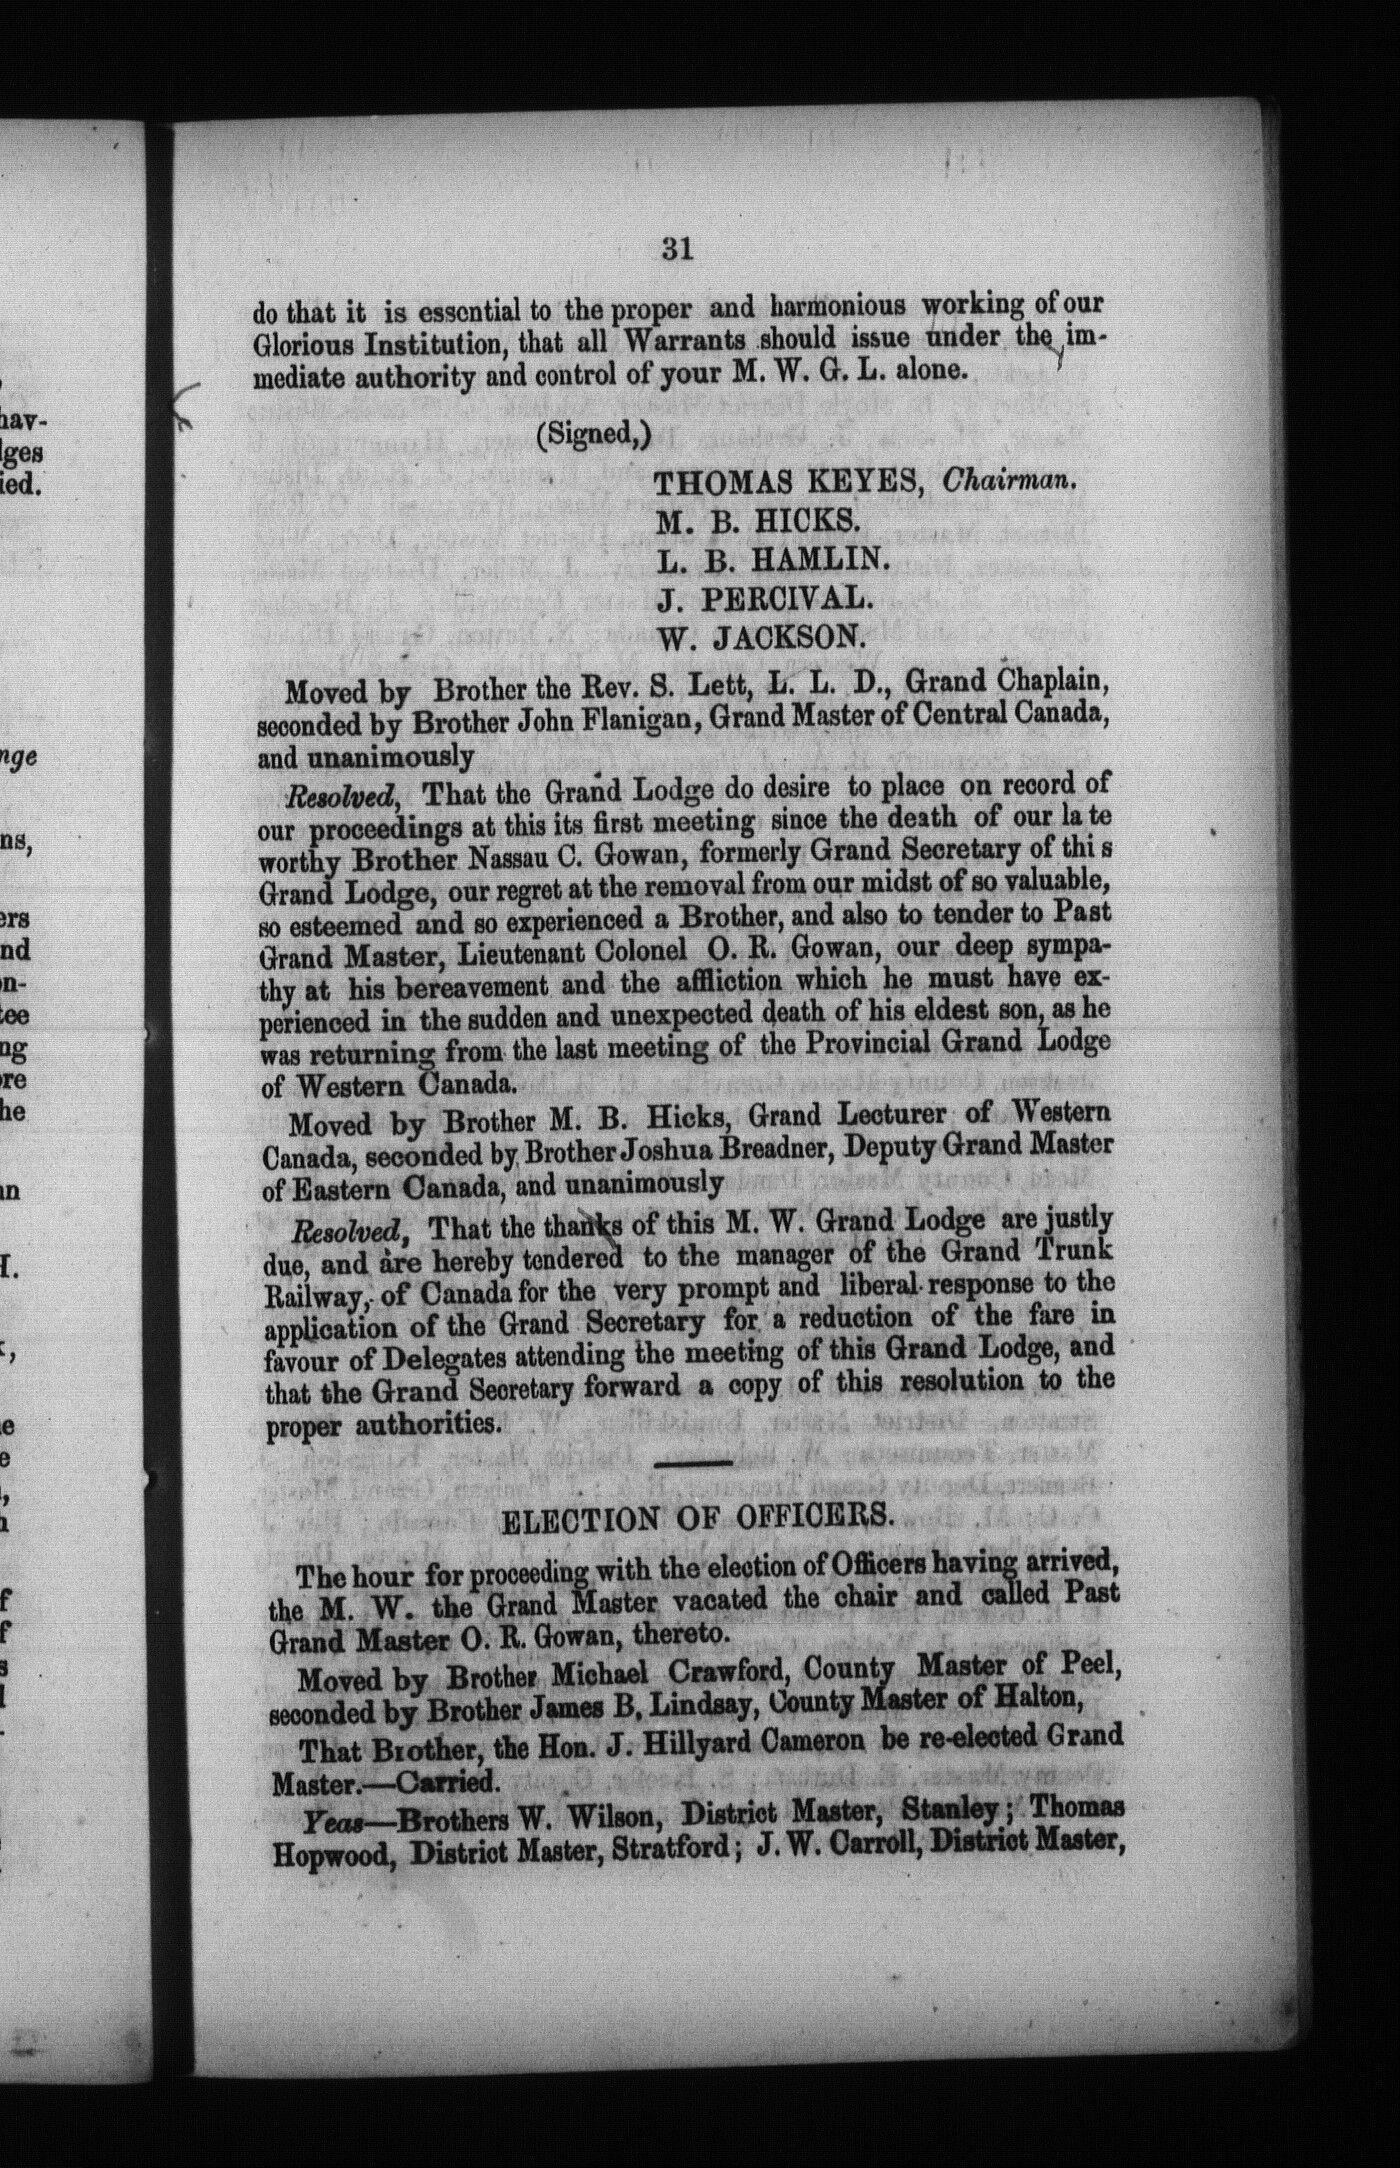 31
do that it is essential to the proper and harmonious working of our
Glorious Institution, that all Warrants should issue under the im-
mediate authority and control of your M. W. G. L. alone.
(Signed,)
THOMAS KEYES, Chairman.
M. B. HICKS.
L. B. HAMLIN.
J. PERCIVAL.
W. JACKSON.
Moved by Brother the Rev. S. Lett, L. L. D., Grand Chaplain,
seconded by Brother John Flanigan, Grand Master of Central Canada,
and unanimously
Resolved, That the Grand Lodge do desire to place on record of
our proceedings at this its first meeting since the death of our la te
worthy Brother Nassau C. Gowan, formerly Grand Secretary of thi s
Grand Lodge, our regret at the removal from our midst of so valuable,
so esteemed and so experienced a Brother, and also to tender to Past
Grand Master, Lieutenant Colonel O. R. Gowan, our deep sympa-
thy at his bereavement and the affliction which he must have ex-
perienced in the sudden and unexpected death of his eldest son, as he
was returning from the last meeting of the Provincial Grand Lodge
of Western Canada.
Moved by Brother M. B. Hicks, Grand Lecturer of Western
Canada, seconded by Brother Joshua Breadner, Deputy Grand Master
of Eastern Canada, and unanimously
Resolved, That the thanks of this M. W. Grand Lodge are justly
due, and are hereby tendered to the manager of the Grand Trunk
Railway, of Canada for the very prompt and liberal response to the
application of the Grand Secretary for a reduction of the fare in
favour of Delegates attending the meeting of this Grand Lodge, and
that the Grand Secretary forward a copy of this resolution to the
proper authorities.
ELECTION OF OFFICERS.
The hour for proceeding with the election of Officers having arrived,
the M. W. the Grand Master vacated the chair and called Past
Grand Master O. R. Gowan, thereto.
Moved by Brother Michael Crawford, County Master of Peel,
seconded by Brother James B. Lindsay, County Master of Halton,
That Brother, the Hon. J. Hillyard Cameron be re-elected Grand
Master.—Carried.
Yeas—Brothers W. Wilson, District Master, Stanley; Thomas
Hopwood, District Master, Stratford; J. W. Carroll, District Master,